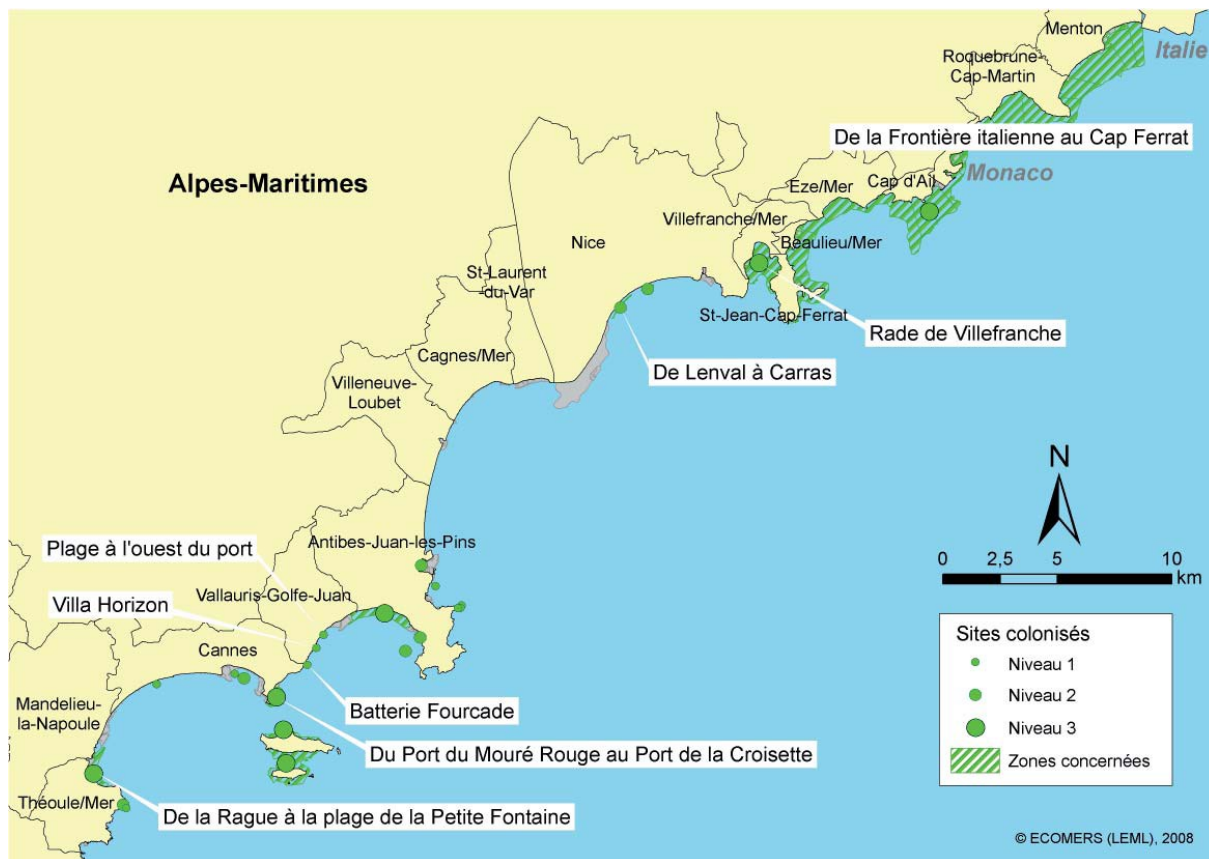 Menton
Italie
Roquebrune-
Cap-Martin
De la Frontière italienne au Cap Ferrat
Monaco
Alpes-Maritimes
Eze/Mer
Cap d'Ail
Villefranche/Mer
Nice
Beaulieu/Mer
St-Laurent
-du-Var
St-Jean-Cap-Ferrat
Rade de Villefranche
Cagnes/Mer
De Lenval à Carras
Villeneuve-
Loubet
N
Antibes-Juan-les-Pins
Plage à l'ouest du port
0 2,5 5 10
km
Vallauris-Golfe-Juan
Villa Horizon
Sites colonisés
Niveau 1
Niveau 2
Niveau 3
Zones concernées
Cannes
Mandelieu-
la-Napoule
Batterie Fourcade
Du Port du Mouré Rouge au Port de la Croisette
Théoule/Mer
De la Rague à la plage de la Petite Fontaine
© ECOMERS (LEML), 2008